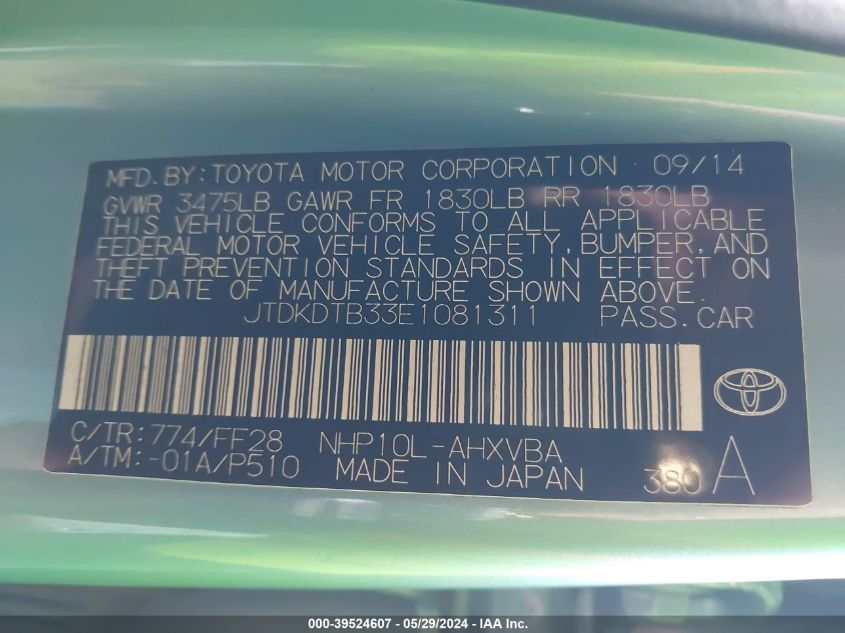 MFD. BY: TOYOTA MOTOR CORPORATION 09/14
GVWR 3475LB GAWR FR 1830LB RR 1830LB
THIS VEHICLE CONFORMS TO ALL APPLICABLE
FEDERAL MOTOR VEHICLE SAFETY, BUMPER, AND
THEFT PREVENTION STANDARDS IN EFFECT ON
THE DATE OF MANUFACTURE SHOWN ABOVE.
JTDKDTB33E1081311 PASS. CAR
C/TR: 774/FF28 NHP10L-AHXVBA
A/TM: -01A/P510 MADE IN JAPAN 380 A
000-39524607 - 05/29/2024 - IAA Inc.